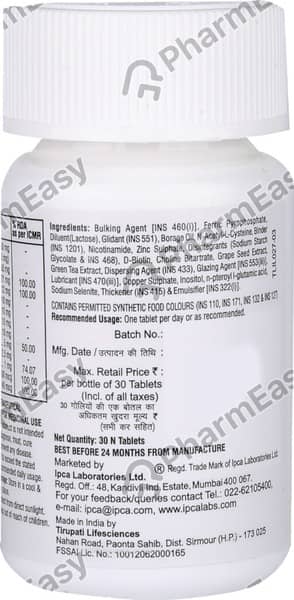 PharmEasy
% RDA
as per ICMR
Ingredients: Bulking Agent [INS 460(i)], Ferric Pyrophosphate,
Diluent(Lactose), Glidant (INS 551), Borage Oil, N-Acetyl-L-Cysteine, Binder
(INS 1201), Nicotinamide, Zinc Sulphate, Disintegrants (Sodium Starch
Glycolate & INS 468), D-Biotin, Choline Bitartrate, Grape Seed Extract,
Green Tea Extract, Dispersing Agent (INS 433), Glazing Agent [INS 553(iii)],
Lubricant [INS 470(iii)], Copper Sulphate, Inositol, n-pteroyl-l-glutamic acid,
Sodium Selenite, Thickener (INS 415) & Emulsifier [INS 322(i)].
CONTAINS PERMITTED SYNTHETIC FOOD COLOURS (INS 110, INS 171, INS 132 & INS 127)
Recommended Usage: One tablet per day or as recommended.
100.00
100.00
50.00
74.07
100.00
TLIL027-03
Batch No.:
Mfg. Date / उत्पादन की तिथि :
Max. Retail Price ₹ :
Per bottle of 30 Tablets
(Incl. of all taxes)
30 गोलियों की एक बोतल का
अधिकतम खुदरा मूल्य ₹
(सभी कर सहित)
Net Quantity: 30 N Tablets
BEST BEFORE 24 MONTHS FROM MANUFACTURE
Marketed by ® Regd. Trade Mark of Ipca Laboratories Ltd.
Ipca Laboratories Ltd.
Regd. Off.: 48, Kandivli Ind. Estate, Mumbai 400 067.
For your feedback/queries contact Tel.: 022-62105400.
e-mail: ipca@ipca.com, www.ipcalabs.com
Made in India by
Tirupati Lifesciences
Nahan Road, Paonta Sahib, Dist. Sirmour (H.P.) - 173 025
FSSAI Lic. No.: 10012062000165
MEDICINAL USE